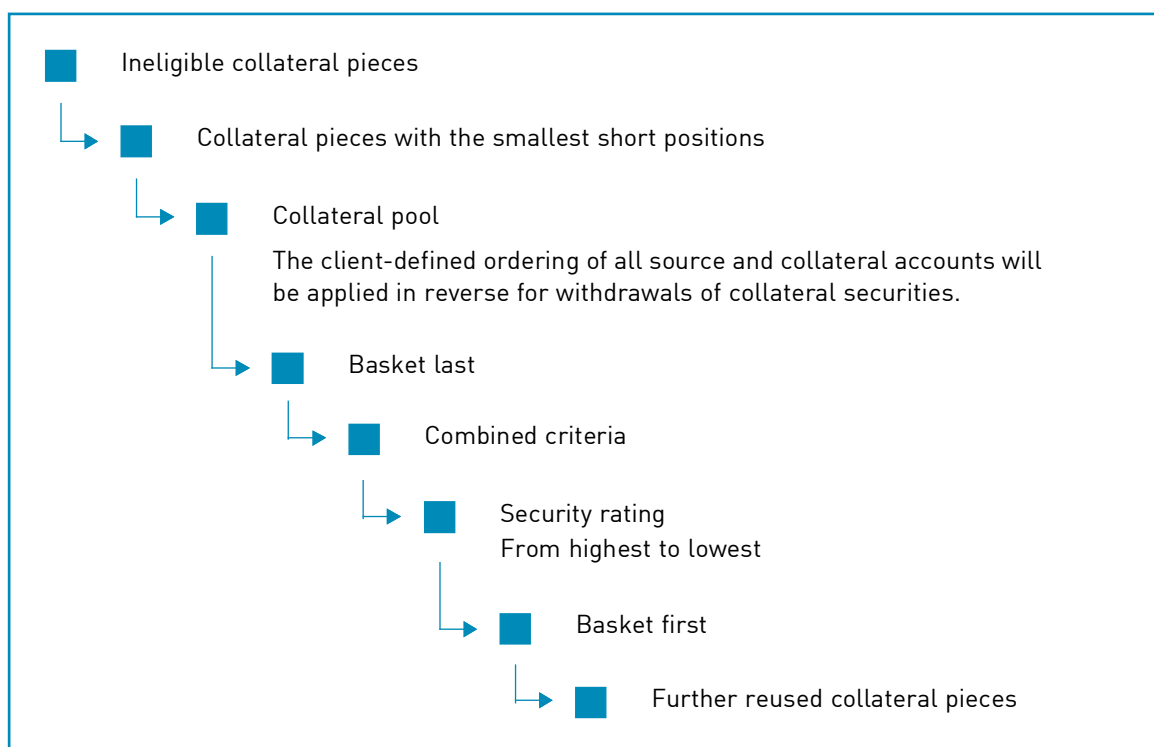 Ineligible collateral pieces
Collateral pieces with the smallest short positions
Collateral pool
The client-defined ordering of all source and collateral accounts will
be applied in reverse for withdrawals of collateral securities.
Basket last
Combined criteria
Security rating
From highest to lowest
Basket first
Further reused collateral pieces